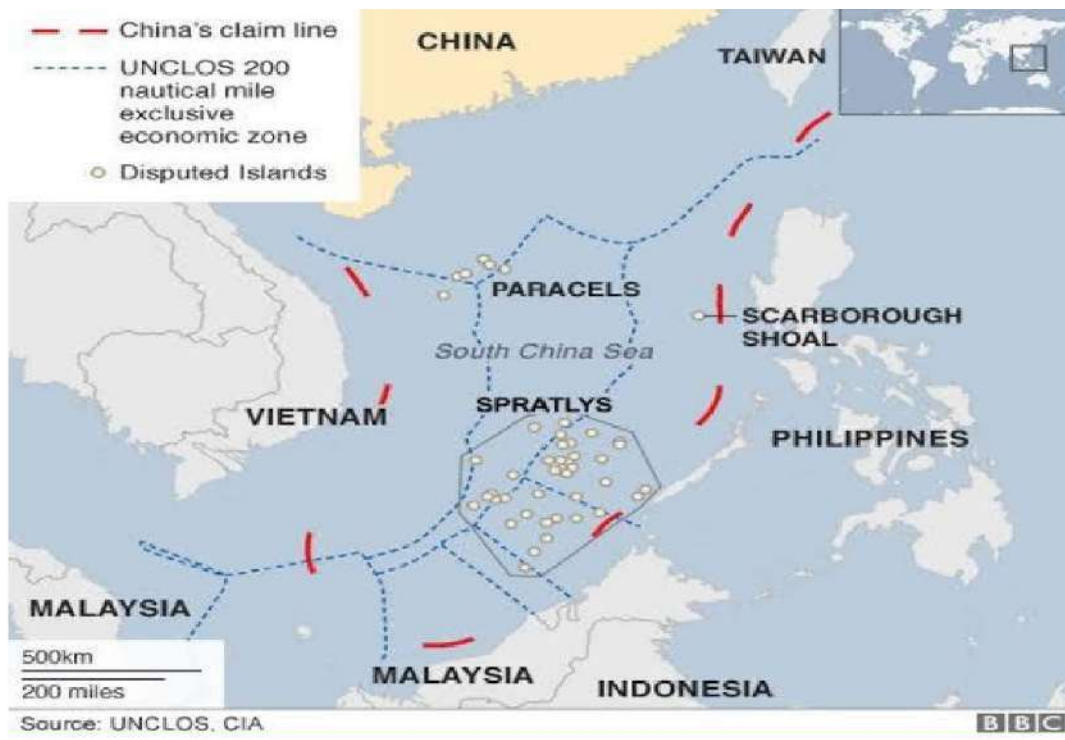 China's claim line
UNCLOS 200
nautical mile
exclusive
economic zone
Disputed Islands
CHINA
TAIWAN
PARACELS
SCARBOROUGH
SHOAL
South China Sea
SPRATLYS
VIETNAM
PHILIPPINES
MALAYSIA
500km
200 miles
MALAYSIA
INDONESIA
Source: UNCLOS, CIA
BBC